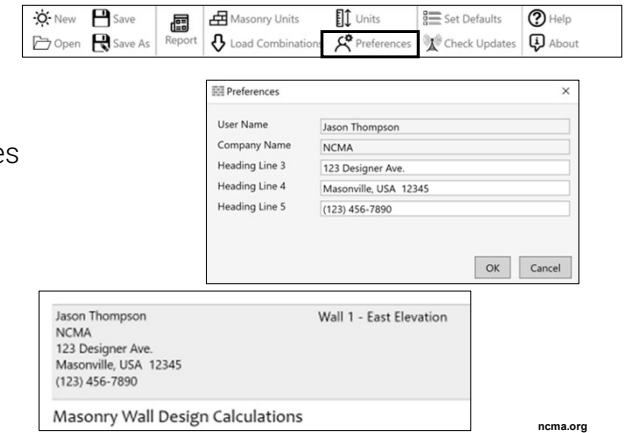 New Save Report Masonry Units Units Set Defaults Help
Open Save As Load Combinations Preferences Check Updates About
Preferences
es
User Name Jason Thompson
Company Name NCMA
Heading Line 3 123 Designer Ave.
Heading Line 4 Masonville, USA 12345
Heading Line 5 (123) 456-7890
OK Cancel
Jason Thompson Wall 1 - East Elevation
NCMA
123 Designer Ave.
Masonville, USA 12345
(123) 456-7890
Masonry Wall Design Calculations
ncma.org